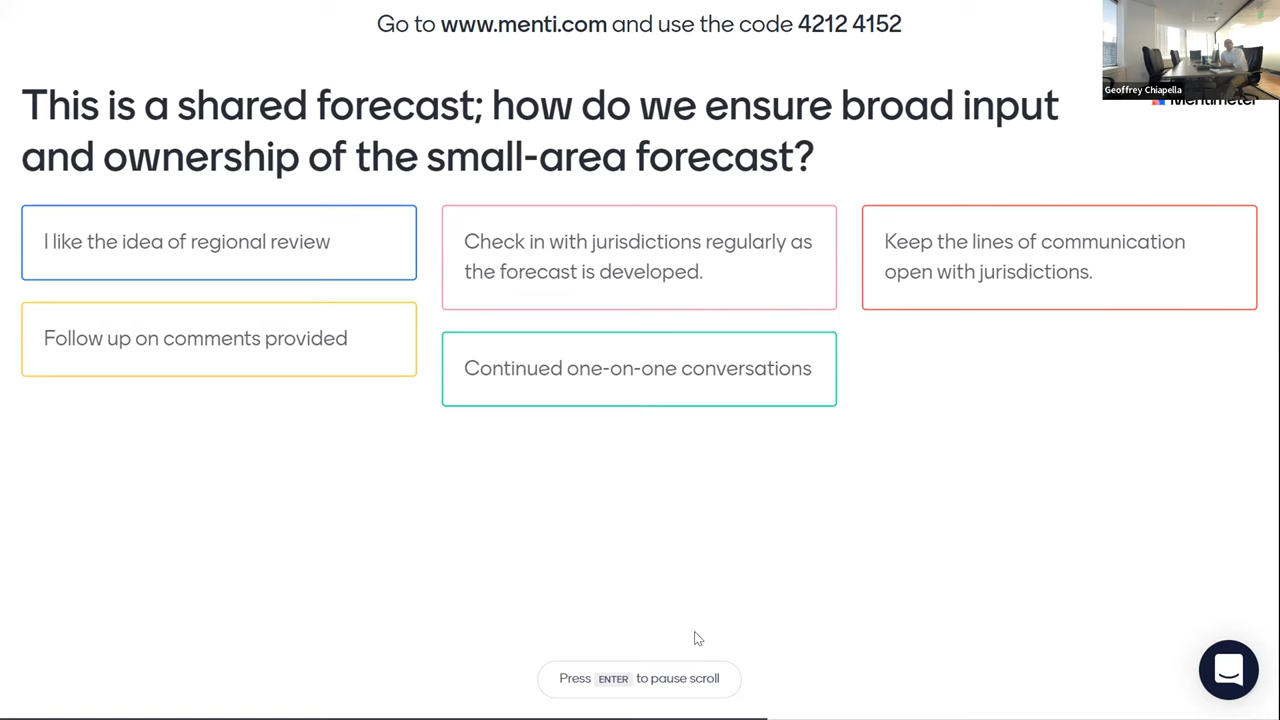 Go to www.menti.com and use the code 4212 4152
Geoffrey Chiapella
Mentimeter
This is a shared forecast; how do we ensure broad input
and ownership of the small-area forecast?
I like the idea of regional review
Check in with jurisdictions regularly as
the forecast is developed.
Keep the lines of communication
open with jurisdictions.
Follow up on comments provided
Continued one-on-one conversations
Press ENTER to pause scroll